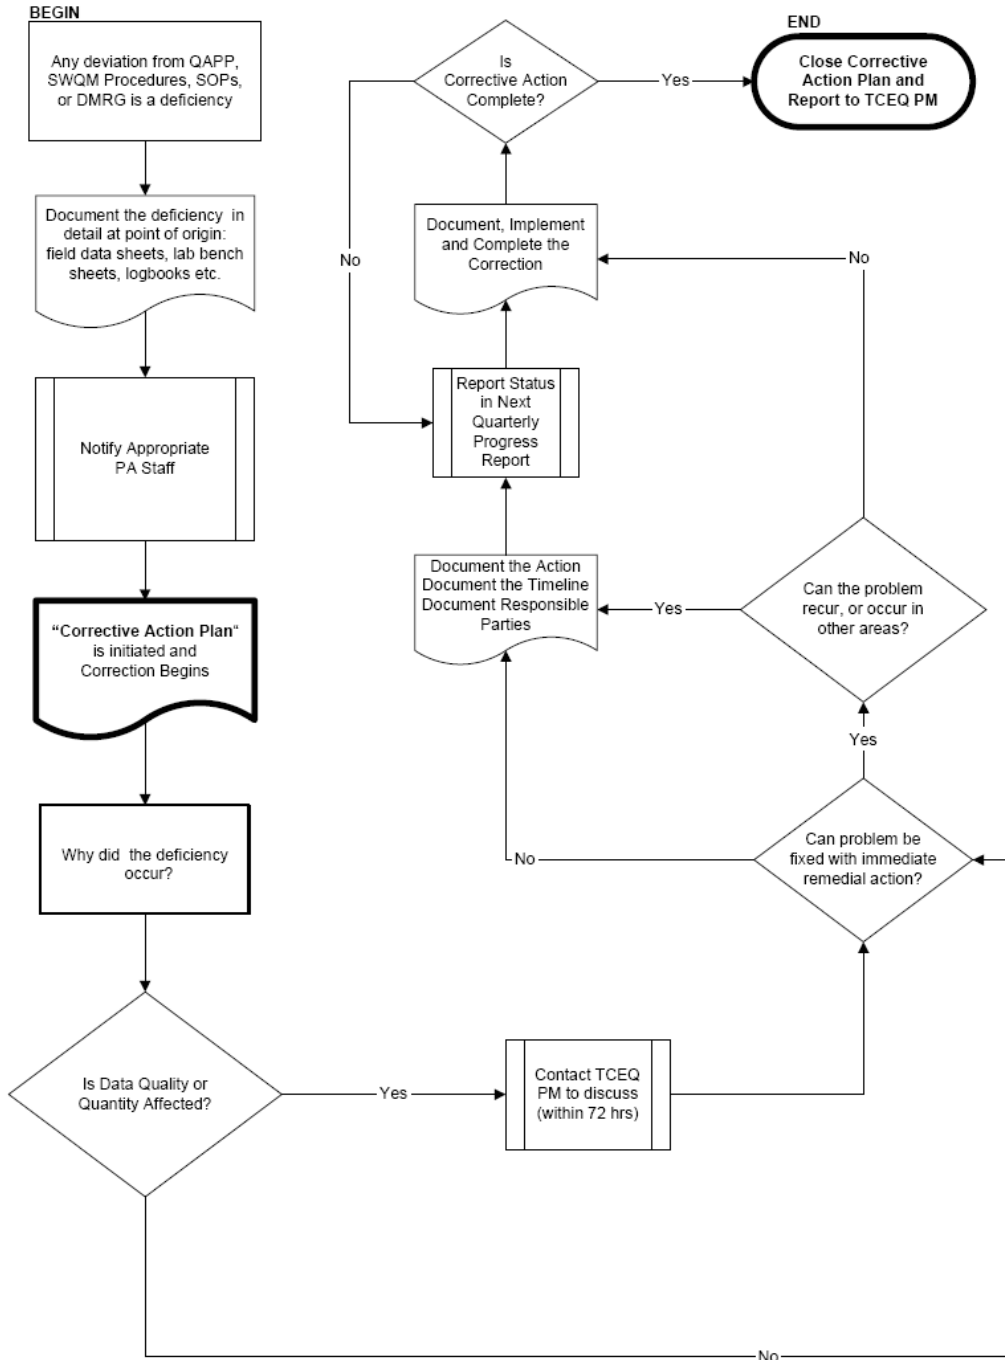 BEGIN
Any deviation from QAPP,
SWQM Procedures, SOPs,
or DMRG is a deficiency
Document the deficiency in
detail at point of origin:
field data sheets, lab bench
sheets, logbooks etc.
Notify Appropriate
PA Staff
“Corrective Action Plan“
is initiated and
Correction Begins
Why did the deficiency
occur?
Is Data Quality or
Quantity Affected?
Yes
No
Contact TCEQ
PM to discuss
(within 72 hrs)
Can problem be
fixed with immediate
remedial action?
No
Yes
Can the problem
recur, or occur in
other areas?
Yes
No
Document the Action
Document the Timeline
Document Responsible
Parties
Report Status
in Next
Quarterly
Progress
Report
Document, Implement
and Complete the
Correction
Is
Corrective Action
Complete?
No
Yes
END
Close Corrective
Action Plan and
Report to TCEQ PM